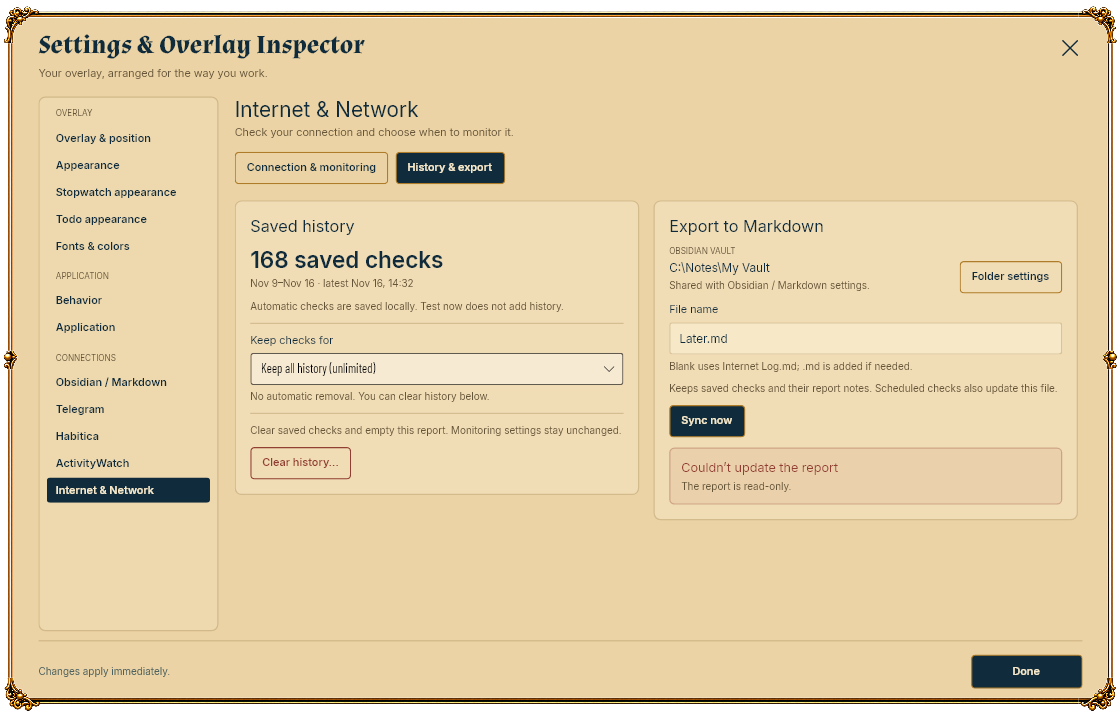 Settings & Overlay Inspector
Your overlay, arranged for the way you work.
OVERLAY
Overlay & position
Appearance
Stopwatch appearance
Todo appearance
Fonts & colors
APPLICATION
Behavior
Application
CONNECTIONS
Obsidian / Markdown
Telegram
Habitica
ActivityWatch
Internet & Network
Internet & Network
Check your connection and choose when to monitor it.
Connection & monitoring
History & export
Saved history
168 saved checks
Nov 9–Nov 16 · latest Nov 16, 14:32
Automatic checks are saved locally. Test now does not add history.
Keep checks for
Keep all history (unlimited)
No automatic removal. You can clear history below.
Clear saved checks and empty this report. Monitoring settings stay unchanged.
Clear history...
Export to Markdown
OBSIDIAN VAULT
C:\Notes\My Vault
Shared with Obsidian / Markdown settings.
Folder settings
File name
Later.md
Blank uses Internet Log.md; .md is added if needed.
Keeps saved checks and their report notes. Scheduled checks also update this file.
Sync now
Couldn't update the report
The report is read-only.
Changes apply immediately.
Done